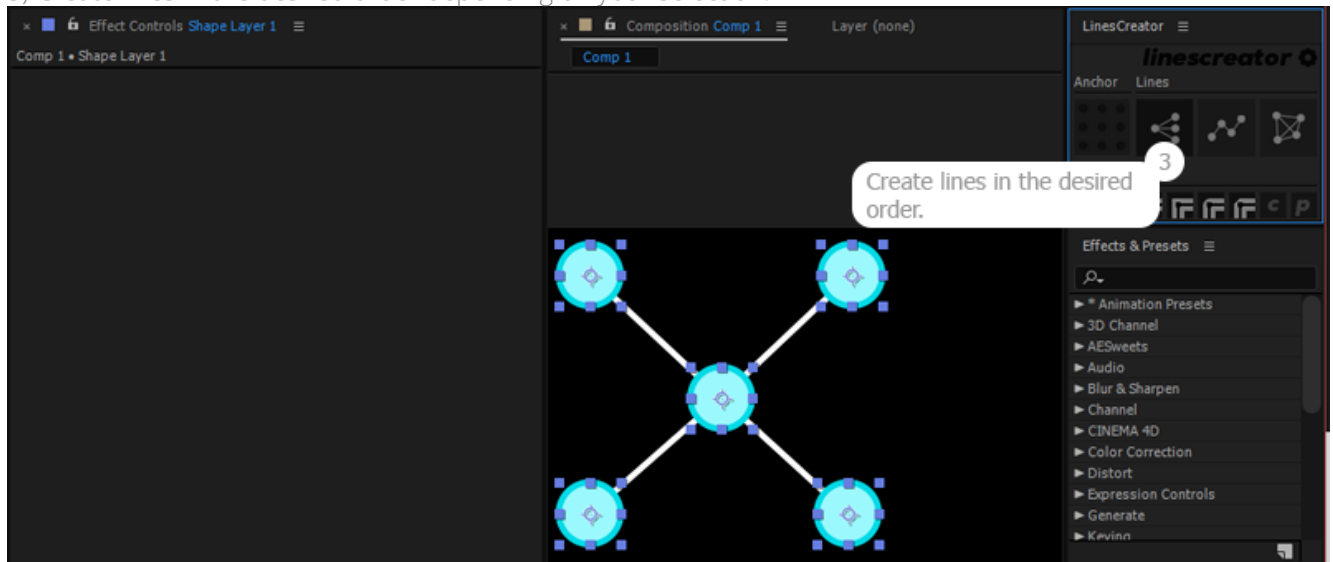 Effect Controls Shape Layer 1
Comp 1 • Shape Layer 1
Composition Comp 1
Layer (none)
Comp 1
LinesCreator
linescreator
Anchor Lines
3
Create lines in the desired
order.
c p
Effects & Presets
* Animation Presets
3D Channel
AESweets
Audio
Blur & Sharpen
Channel
CINEMA 4D
Color Correction
Distort
Expression Controls
Generate
Keying